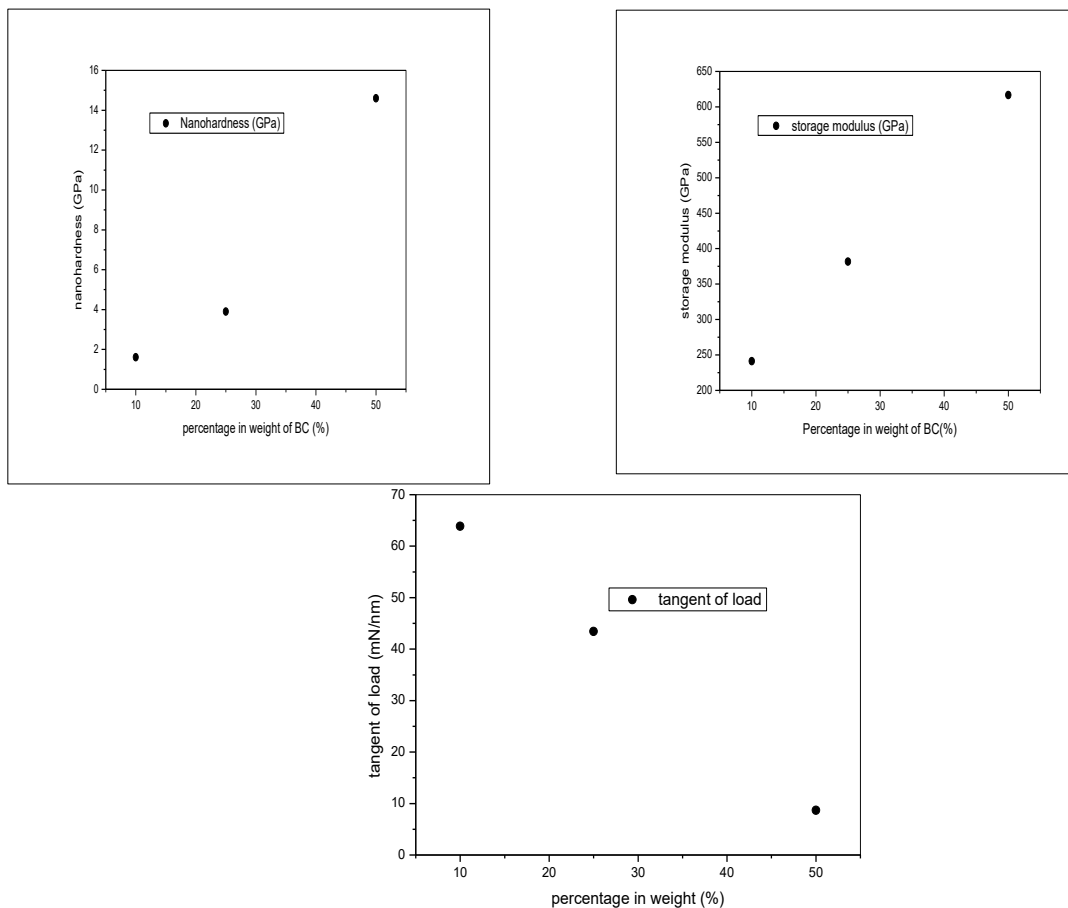 16
14
12
10
8
6
4
2
0
nanohardness (GPa)
Nanohardness (GPa)
10 20 30 40 50
percentage in weight of BC (%)
650
600
550
500
450
400
350
300
250
200
storage modulus (GPa)
storage modulus (GPa)
10 20 30 40 50
Percentage in weight of BC(%)
70
60
50
40
30
20
10
0
tangent of load (mN/nm)
tangent of load
10 20 30 40 50
percentage in weight (%)